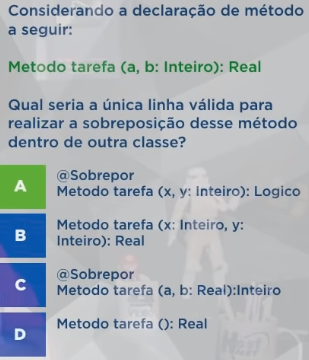 Considerando a declaração de método
a seguir:
Metodo tarefa (a, b: Inteiro): Real
Qual seria a única linha válida para
realizar a sobreposição desse método
dentro de outra classe?
A
@Sobrepor
Metodo tarefa (x, y: Inteiro): Logico
B
Metodo tarefa (x: Inteiro, y:
Inteiro): Real
C
@Sobrepor
Metodo tarefa (a, b: Real):Inteiro
D
Metodo tarefa (): Real